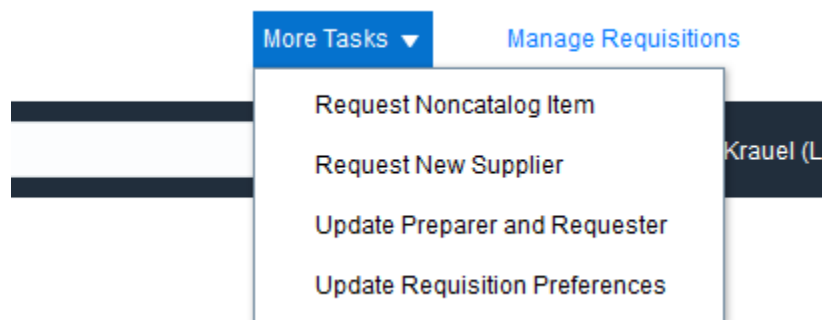 More Tasks Manage Requisitions
Request Noncatalog Item
Krauel (L
Request New Supplier
Update Preparer and Requester
Update Requisition Preferences